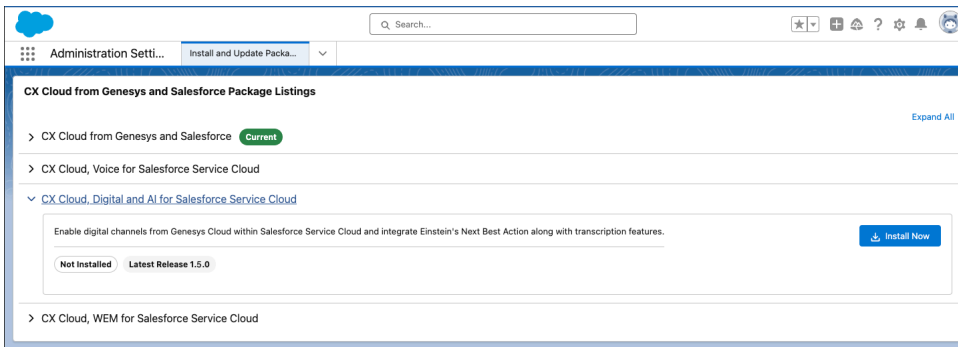 Search...
Administration Setti...
Install and Update Packa...
CX Cloud from Genesys and Salesforce Package Listings
Expand All
CX Cloud from Genesys and Salesforce Current
CX Cloud, Voice for Salesforce Service Cloud
CX Cloud, Digital and AI for Salesforce Service Cloud
Enable digital channels from Genesys Cloud within Salesforce Service Cloud and integrate Einstein's Next Best Action along with transcription features.
Install Now
Not Installed Latest Release 1.5.0
CX Cloud, WEM for Salesforce Service Cloud